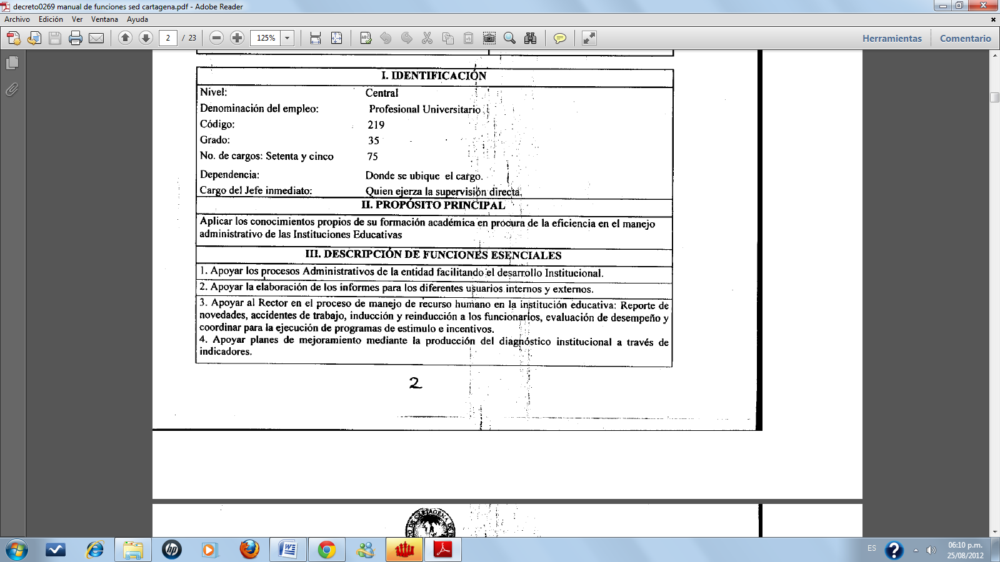 decreto0269 manual de funciones sed cartagena.pdf - Adobe Reader
Archivo Edición Ver Ventana Ayuda
2 / 23 125% Herramientas Comentario
I. IDENTIFICACIÓN
Nivel: Central
Denominación del empleo: Profesional Universitario
Código: 219
Grado: 35
No. de cargos: Setenta y cinco 75
Dependencia: Donde se ubique el cargo.
Cargo del Jefe inmediato: Quien ejerza la supervisión directa.
II. PROPÓSITO PRINCIPAL
Aplicar los conocimientos propios de su formación académica en procura de la eficiencia en el manejo
administrativo de las Instituciones Educativas
III. DESCRIPCIÓN DE FUNCIONES ESENCIALES
1. Apoyar los procesos Administrativos de la entidad facilitando el desarrollo Institucional.
2. Apoyar la elaboración de los informes para los diferentes usuarios internos y externos.
3. Apoyar al Rector en el proceso de manejo de recurso humano en la institución educativa: Reporte de
novedades, accidentes de trabajo, inducción y reinducción a los funcionarios, evaluación de desempeño y
coordinar para la ejecución de programas de estimulo e incentivos.
4. Apoyar planes de mejoramiento mediante la producción del diagnóstico institucional a través de
indicadores.
2
DE CARTAGENA DE
ES 06:10 p.m.
25/08/2012